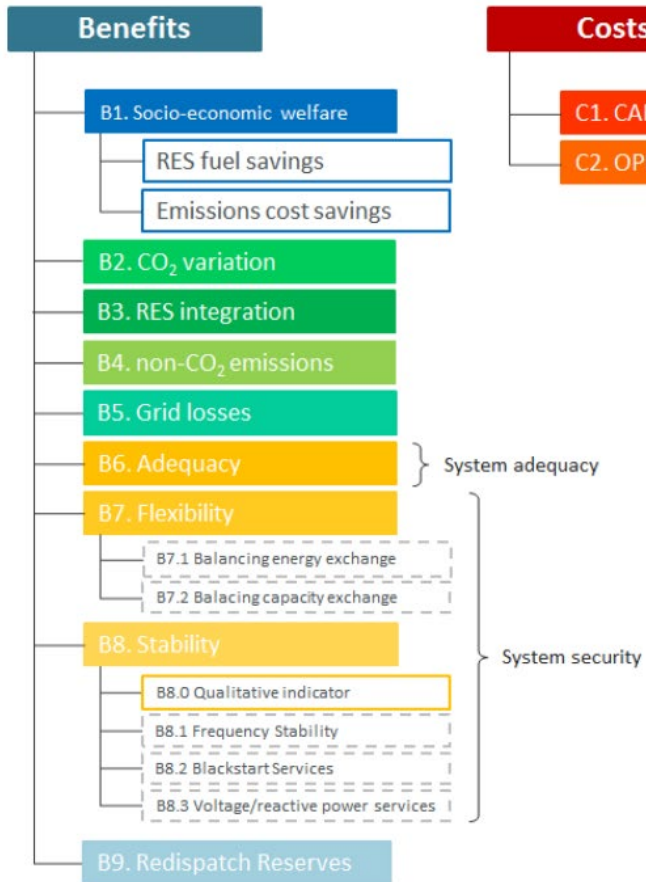 Benefits
Costs
B1. Socio-economic welfare
RES fuel savings
Emissions cost savings
B2. CO₂ variation
B3. RES integration
B4. non-CO₂ emissions
B5. Grid losses
B6. Adequacy
System adequacy
B7. Flexibility
B7.1 Balancing energy exchange
B7.2 Balacing capacity exchange
B8. Stability
System security
B8.0 Qualitative indicator
B8.1 Frequency Stability
B8.2 Blackstart Services
B8.3 Voltage/reactive power services
B9. Redispatch Reserves
C1.
C2.